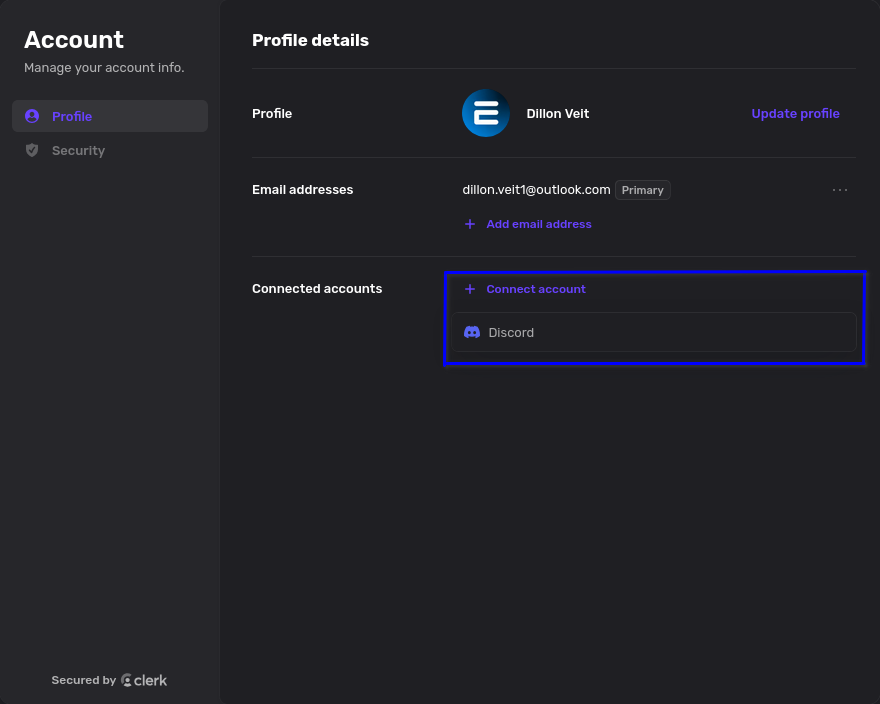 Account
Manage your account info.
Profile
Security
Secured by clerk
Profile details
Profile
Dillon Veit
Update profile
Email addresses
dillon.veit1@outlook.com Primary
···
+ Add email address
Connected accounts
+ Connect account
Discord